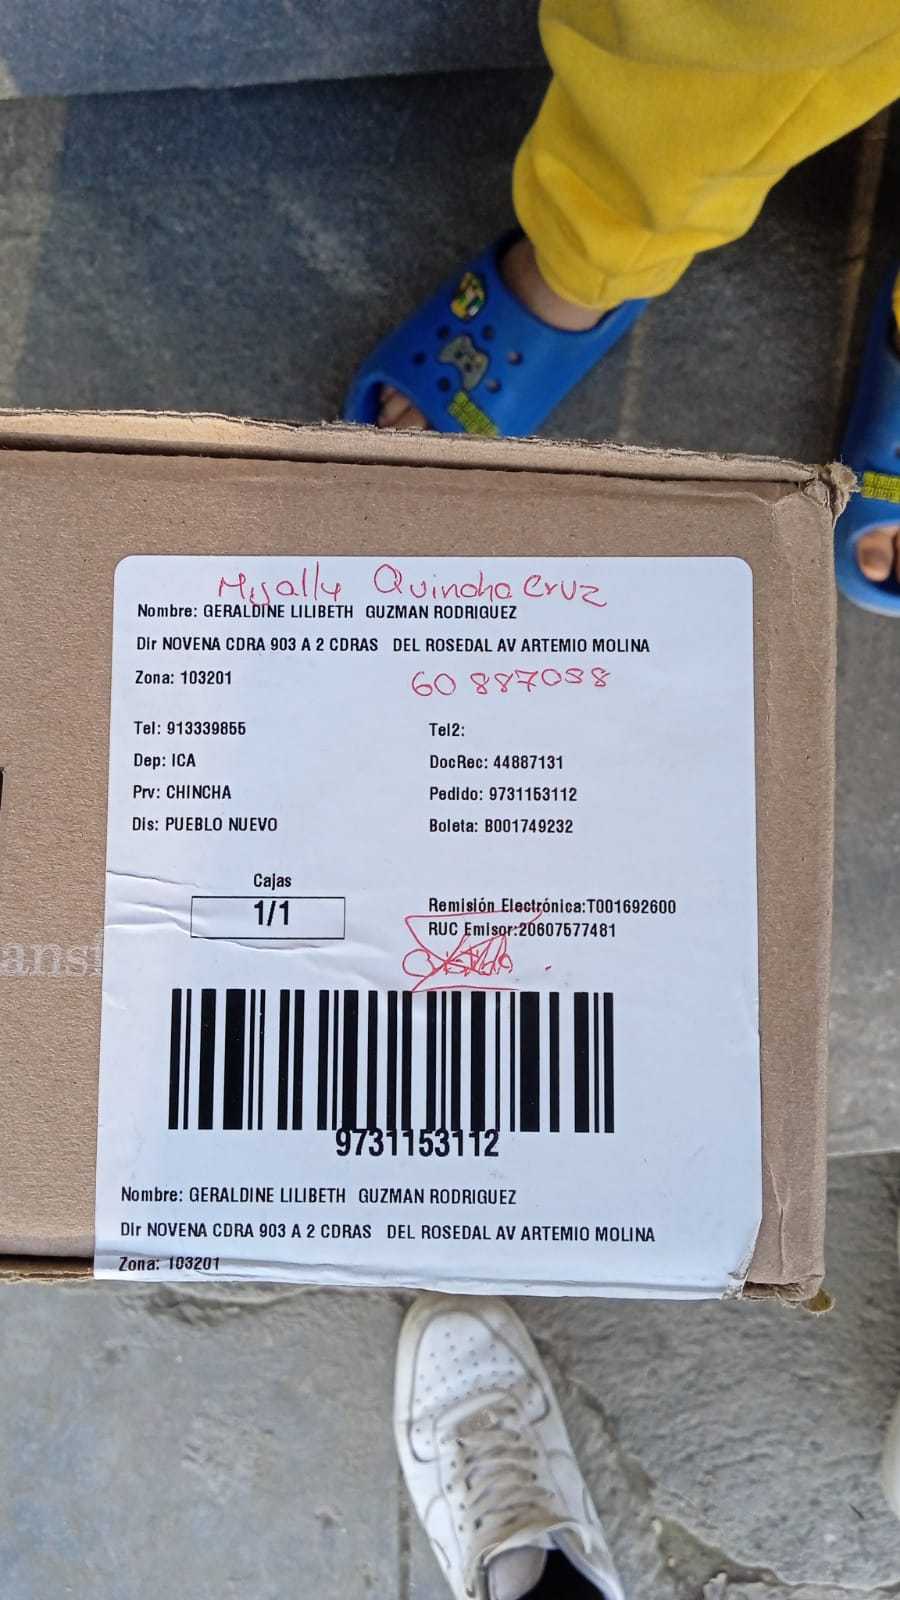 Misally Quincho Cruz
Nombre: GERALDINE LILIBETH GUZMAN RODRIGUEZ
Dir NOVENA CDRA 903 A 2 CDRAS DEL ROSEDAL AV ARTEMIO MOLINA
Zona: 103201
60887058
Tel: 913339855
Tel2:
Dep: ICA
DocRec: 44887131
Prv: CHINCHA
Pedido: 9731153112
Dis: PUEBLO NUEVO
Boleta: B001749232
Cajas
1/1
Remisión Electrónica:T001692600
RUC Emisor:20607577481
9731153112
Nombre: GERALDINE LILIBETH GUZMAN RODRIGUEZ
Dir NOVENA CDRA 903 A 2 CDRAS DEL ROSEDAL AV ARTEMIO MOLINA
Zona: 103201